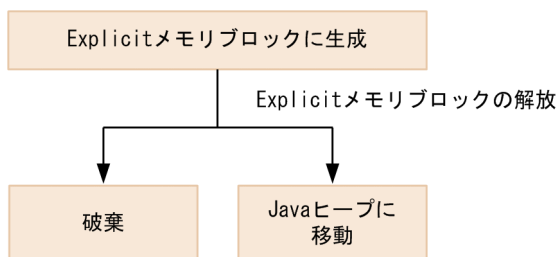 Explicitメモリブロックに生成
Explicitメモリブロックの解放
破棄
Javaヒープに
移動